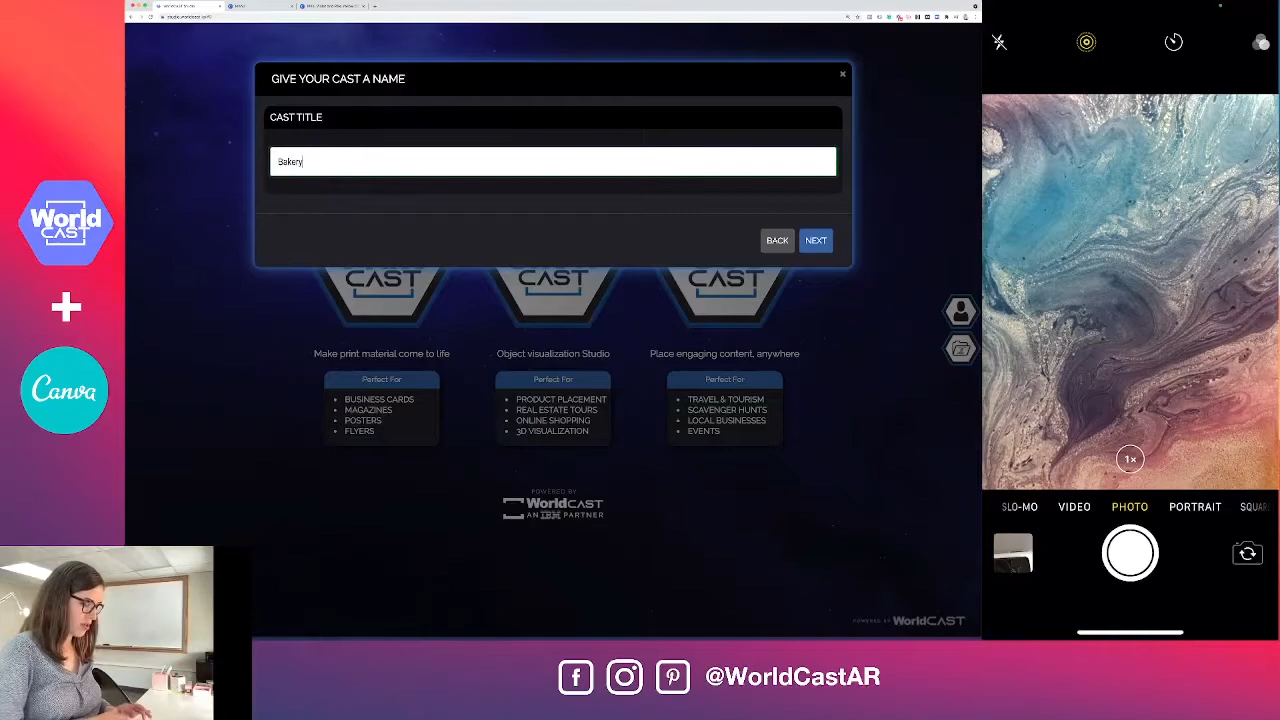 GIVE YOUR CAST A NAME
×
CAST TITLE
Bakery
BACK
NEXT
CAST
CAST
CAST
Make print material come to life
Object visualization Studio
Place engaging content, anywhere
Perfect For
Perfect For
Perfect For
BUSINESS CARDS
MAGAZINES
POSTERS
FLYERS
PRODUCT PLACEMENT
REAL ESTATE TOURS
ONLINE SHOPPING
3D VISUALIZATION
TRAVEL & TOURISM
SCAVENGER HUNTS
LOCAL BUSINESSES
EVENTS
POWERED BY
WorldCAST
AN IBM PARTNER
POWERED BY WorldCAST
World
CAST
+
Canva
1×
SLO-MO VIDEO PHOTO PORTRAIT SQUAR
@WorldCastAR